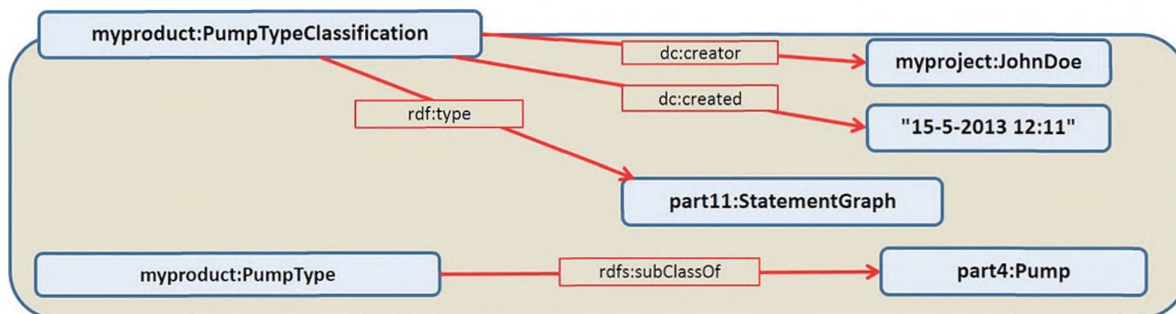 myproduct:PumpTypeClassification
dc:creator
myproject:JohnDoe
dc:created
rdf:type
"15-5-2013 12:11"
part11:StatementGraph
myproduct:PumpType
rdfs:subClassOf
part4:Pump